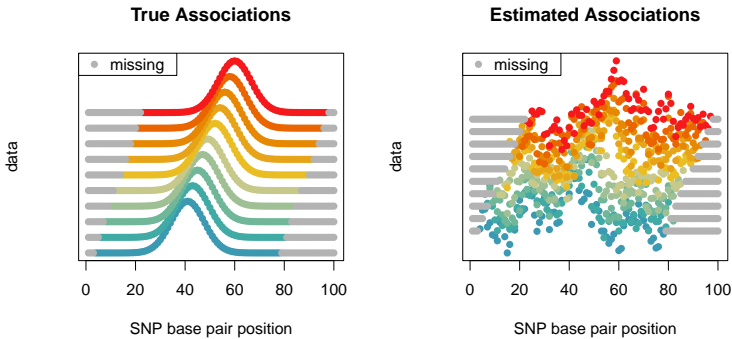 True Associations
missing
data
0 20 40 60 80 100
SNP base pair position
Estimated Associations
missing
data
0 20 40 60 80 100
SNP base pair position